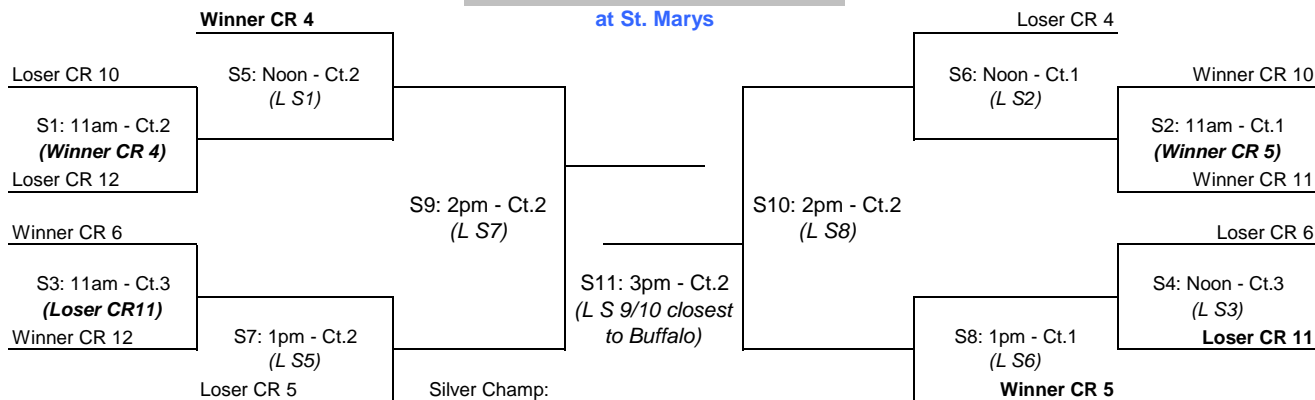 at St. Marys
Winner CR 4
Loser CR 4
Loser CR 10
S5: Noon - Ct.2
(L S1)
S6: Noon - Ct.1
(L S2)
Winner CR 10
S1: 11am - Ct.2
(Winner CR 4)
S2: 11am - Ct.1
(Winner CR 5)
Loser CR 12
Winner CR 11
S9: 2pm - Ct.2
(L S7)
S10: 2pm - Ct.2
(L S8)
Winner CR 6
Loser CR 6
S3: 11am - Ct.3
(Loser CR11)
S11: 3pm - Ct.2
(L S 9/10 closest
to Buffalo)
S4: Noon - Ct.3
(L S3)
Winner CR 12
Loser CR 11
S7: 1pm - Ct.2
(L S5)
S8: 1pm - Ct.1
(L S6)
Loser CR 5
Silver Champ:
Winner CR 5